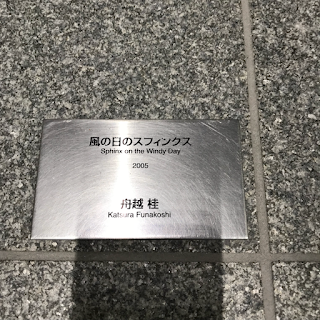 風の日のスフィンクス
Sphinx on the Windy Day
2005
舟越 桂
Katsura Funakoshi